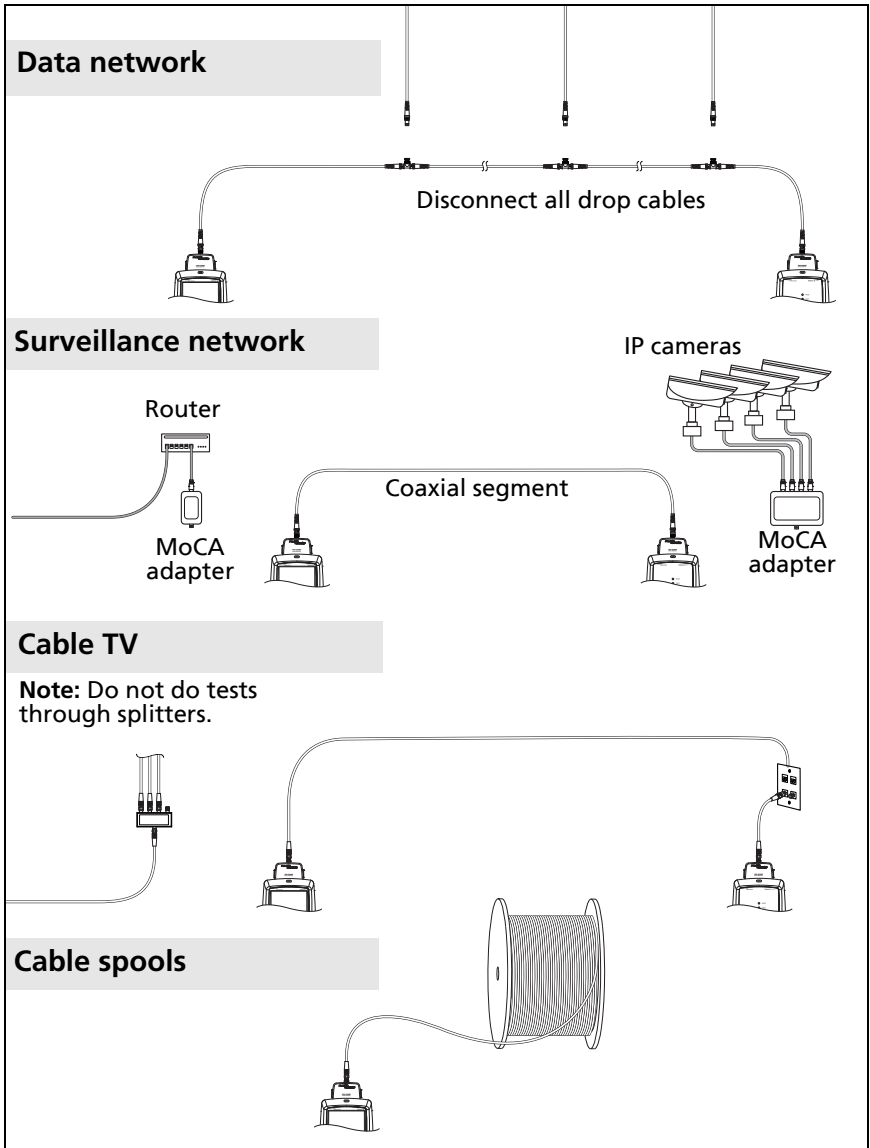 Data network
Disconnect all drop cables
Surveillance network
IP cameras
Router
Coaxial segment
MoCA
adapter
MoCA
adapter
Cable TV
Note: Do not do tests
through splitters.
Cable spools